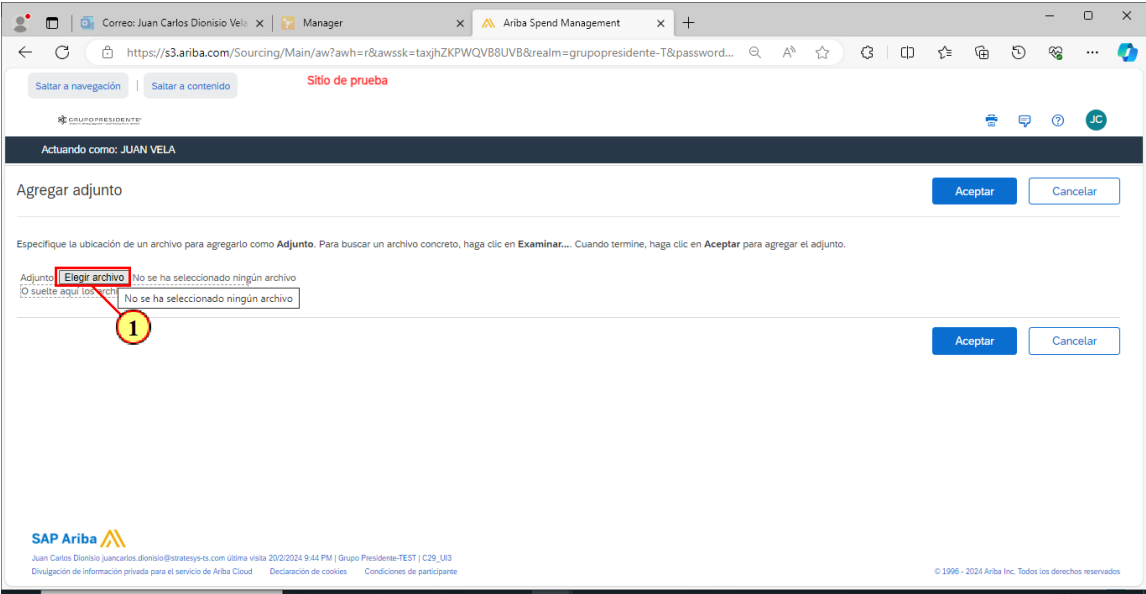 Correo: Juan Carlos Dionisio Vela
Manager
Ariba Spend Management
https://s3.ariba.com/Sourcing/Main/aw?awh=r&awssk=taxjhZKPWQVB8UVB&realm=grupopresidente-T&password...
Saltar a navegación
Saltar a contenido
Sitio de prueba
GRUPO PRESIDENTE
JC
Actuando como: JUAN VELA
Agregar adjunto
Aceptar
Cancelar
Especifique la ubicación de un archivo para agregarlo como Adjunto. Para buscar un archivo concreto, haga clic en Examinar.... Cuando termine, haga clic en Aceptar para agregar el adjunto.
Adjunto Elegir archivo No se ha seleccionado ningún archivo
O suelte aquí los archi
No se ha seleccionado ningún archivo
1
Aceptar
Cancelar
SAP Ariba
Juan Carlos Dionisio juancarlos.dionisio@stratesys-ts.com última visita 20/2/2024 9:44 PM | Grupo Presidente-TEST | C29_UI3
Divulgación de información privada para el servicio de Ariba Cloud Declaración de cookies Condiciones de participante
© 1996 - 2024 Ariba Inc. Todos los derechos reservados